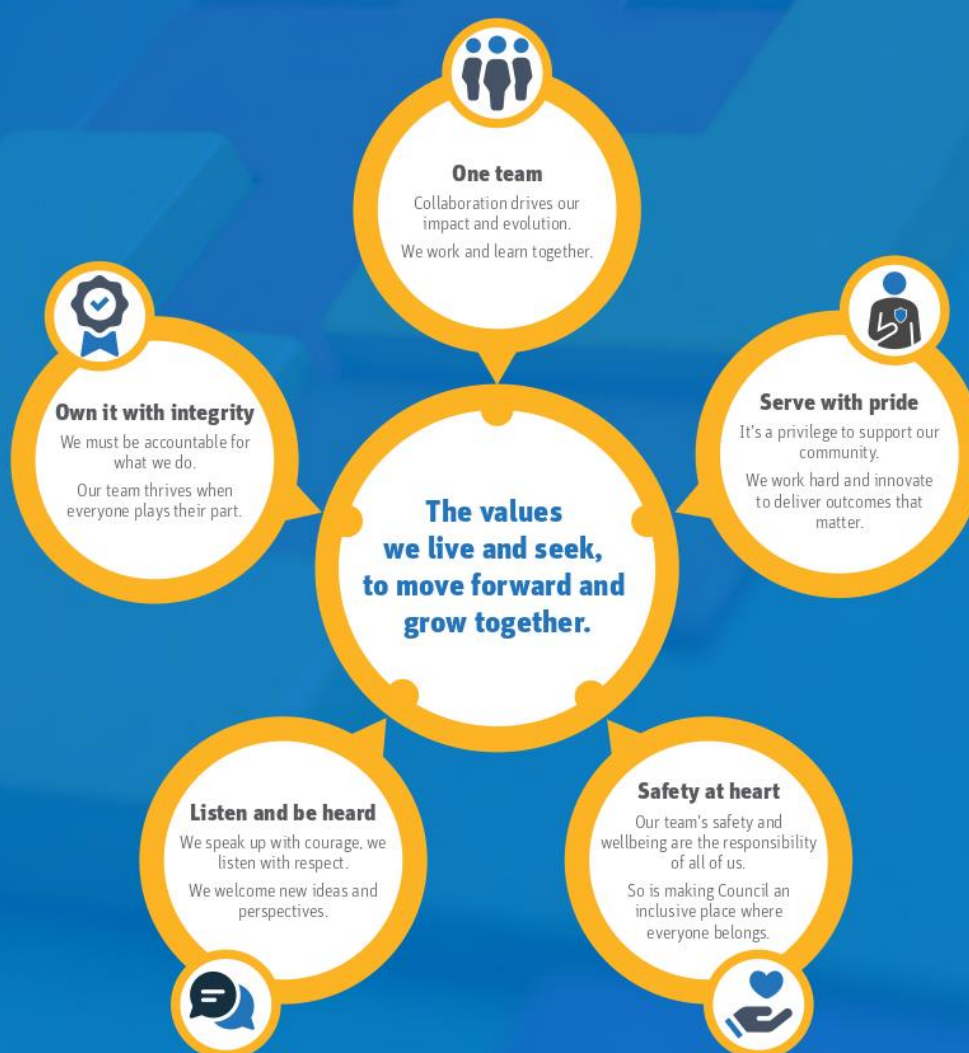 One team
Collaboration drives our
impact and evolution.
We work and learn together.
Own it with integrity
We must be accountable for
what we do.
Our team thrives when
everyone plays their part.
Serve with pride
It's a privilege to support our
community.
We work hard and innovate
to deliver outcomes that
matter.
The values
we live and seek,
to move forward and
grow together.
Listen and be heard
We speak up with courage, we
listen with respect.
We welcome new ideas and
perspectives.
Safety at heart
Our team's safety and
wellbeing are the responsibility
of all of us.
So is making Council an
inclusive place where
everyone belongs.